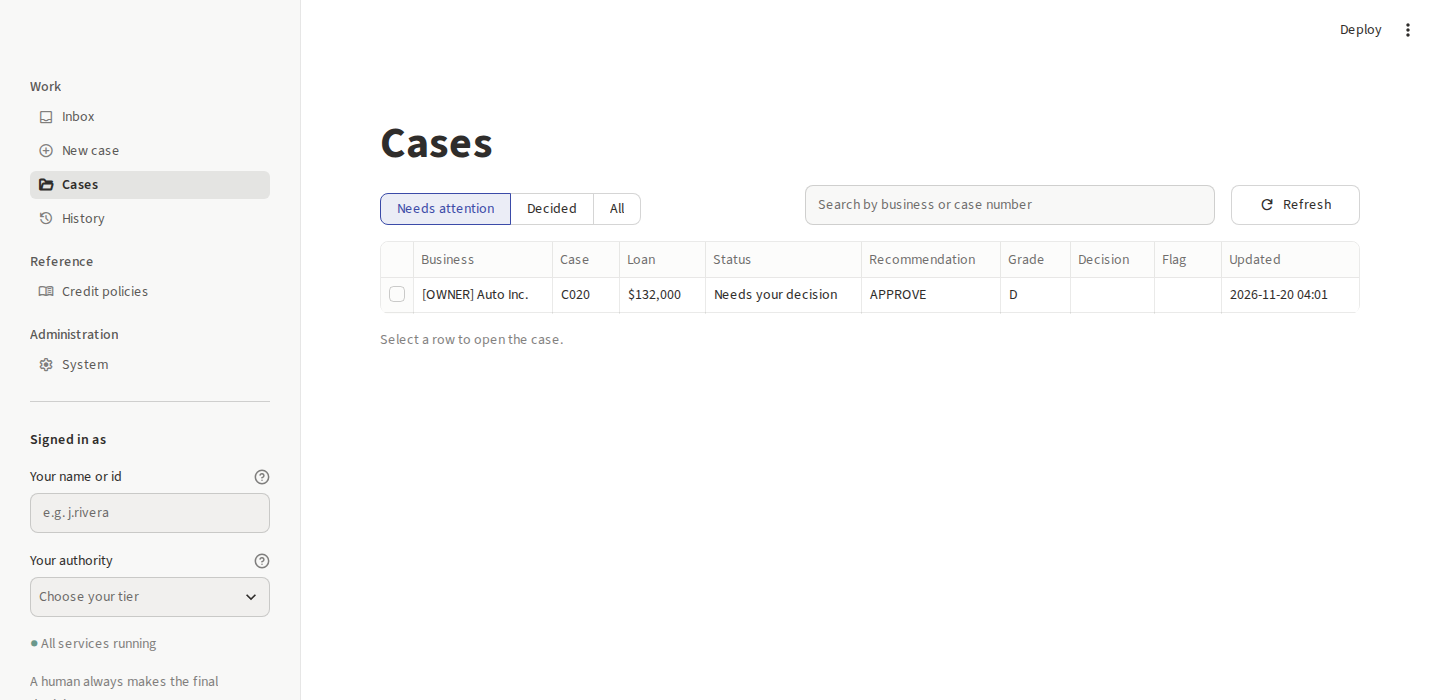 Deploy
Work
Inbox
New case
Cases
History
Reference
Credit policies
Administration
System
Signed in as
Your name or id
e.g. j.rivera
Your authority
Choose your tier
All services running
A human always makes the final
Cases
Needs attention Decided All
Search by business or case number
Refresh
Business Case Loan Status Recommendation Grade Decision Flag Updated
[OWNER] Auto Inc. C020 $132,000 Needs your decision APPROVE D 2026-11-20 04:01
Select a row to open the case.